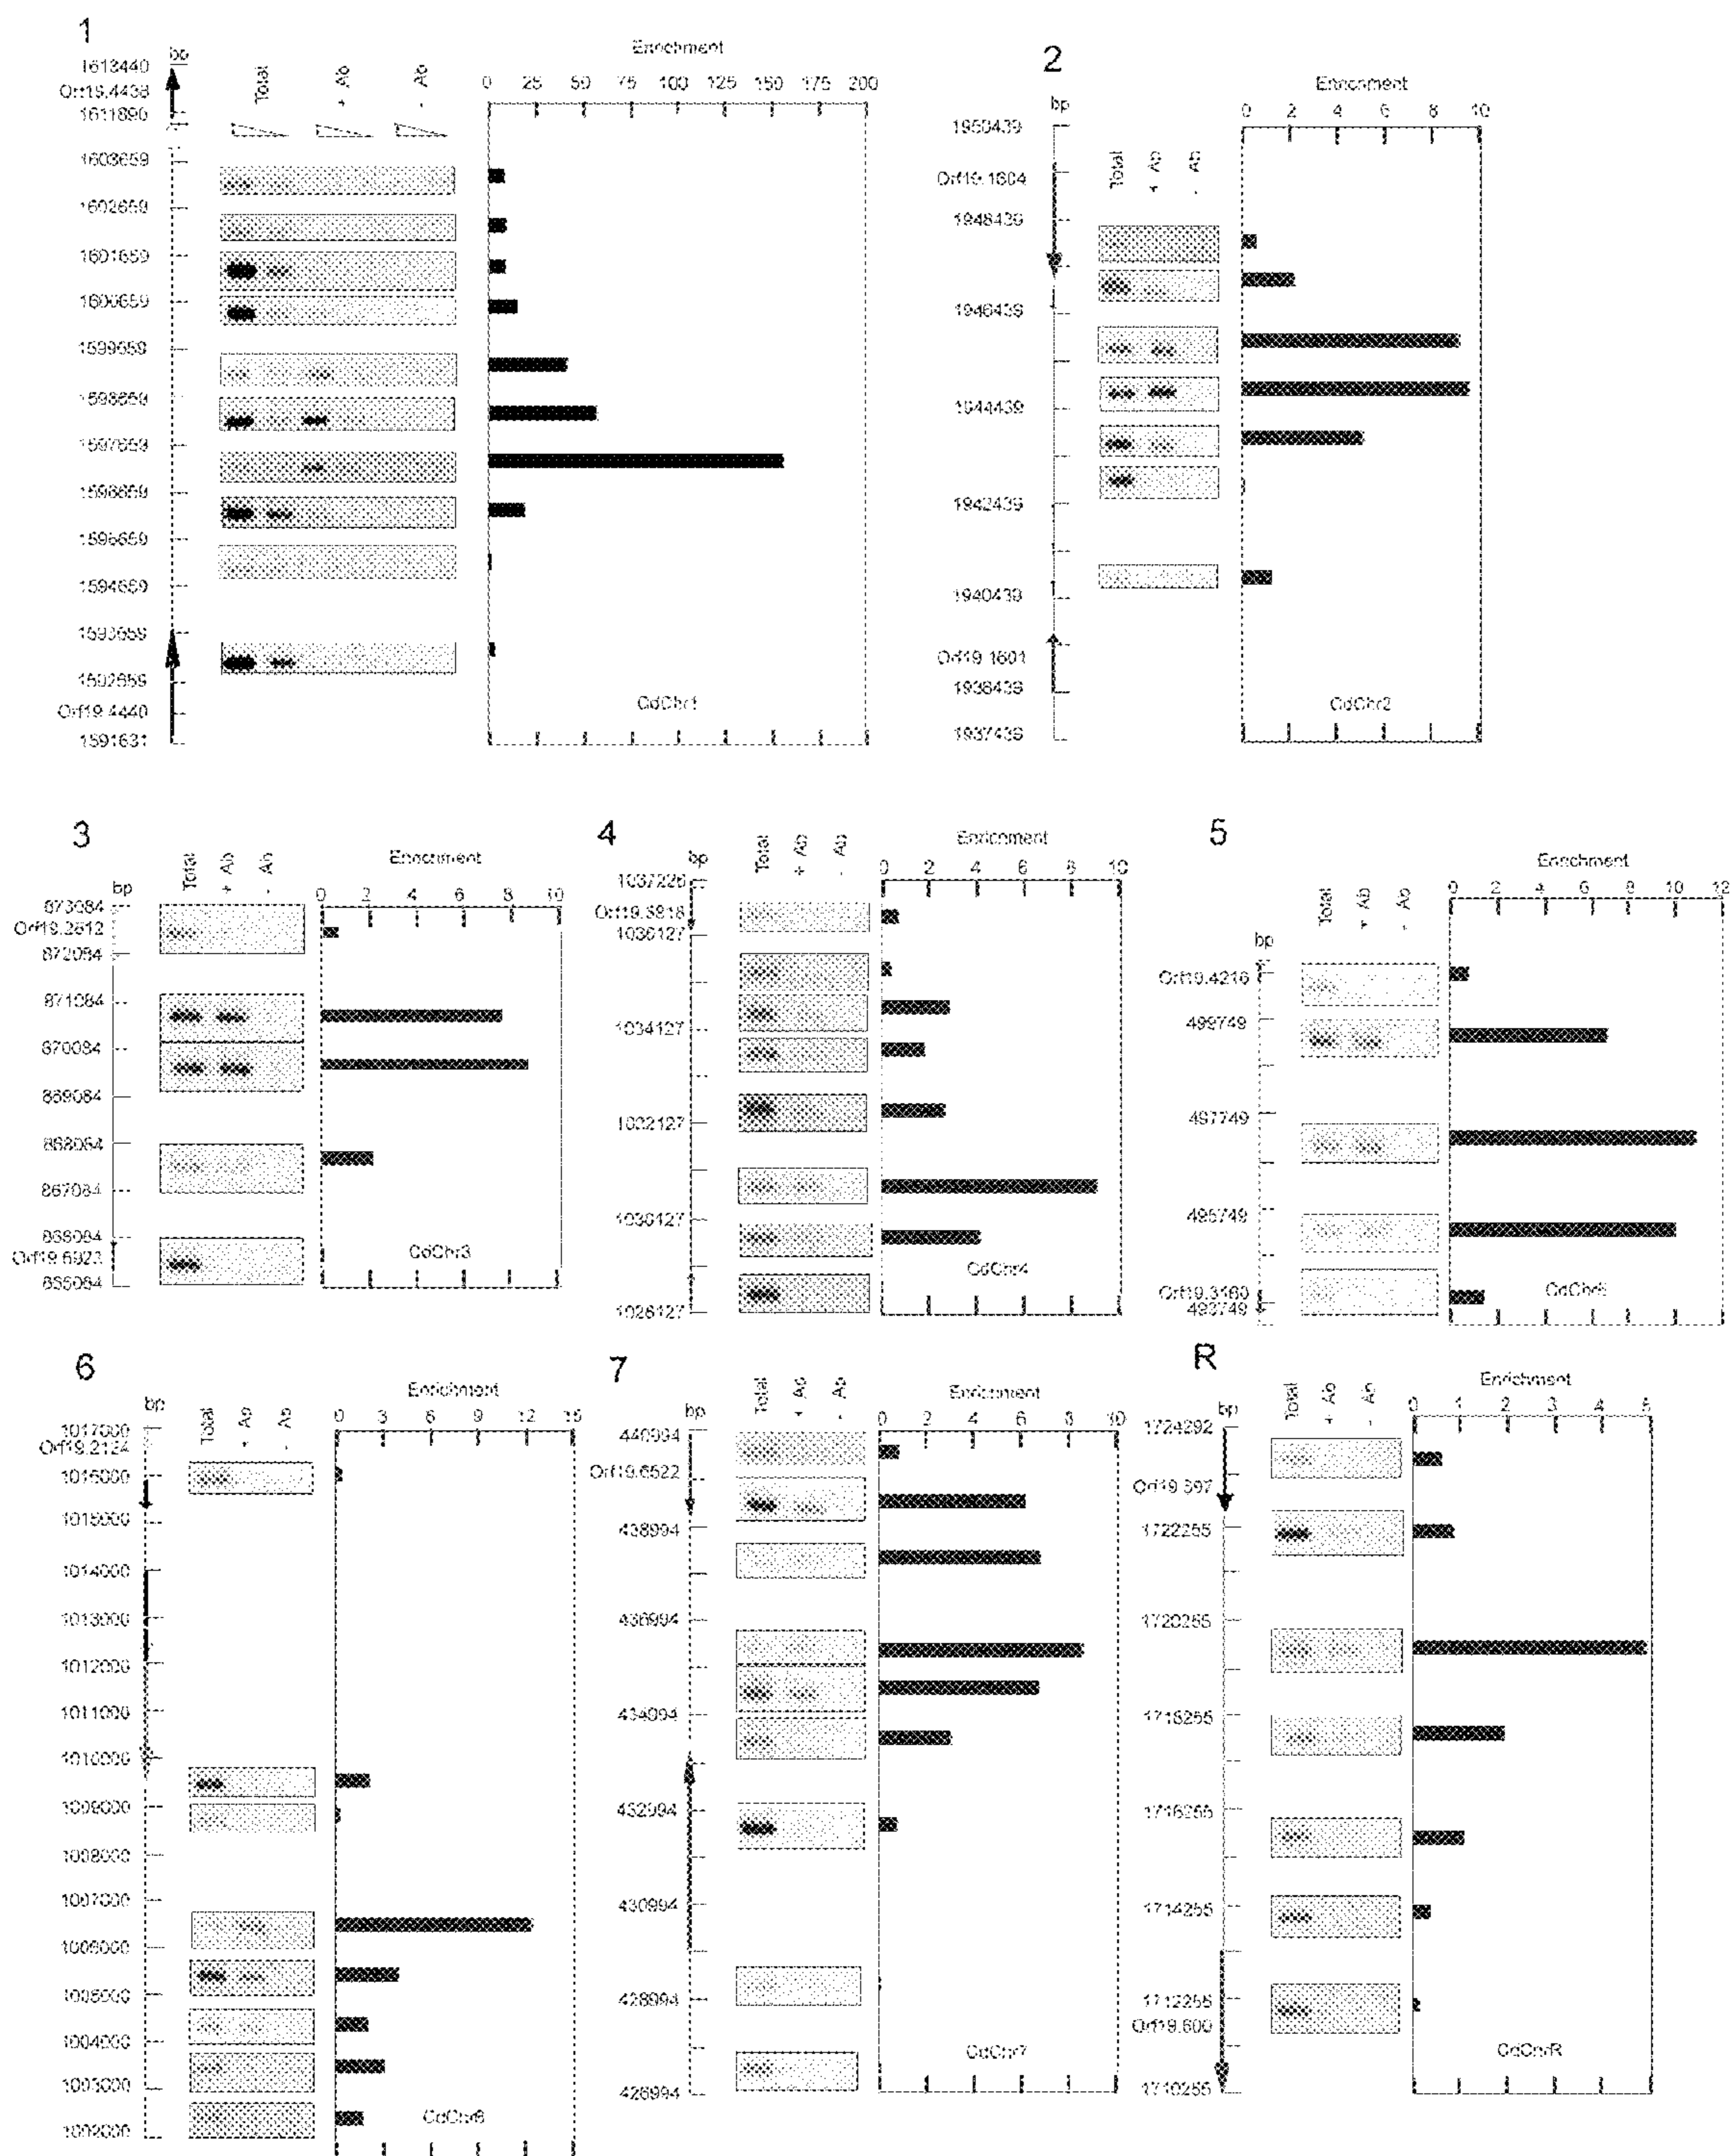 1
bp
1613440
Orf19.4438
1611890
1603659
1602659
1601659
1600659
1599659
1598659
1597659
1596659
1595659
1594659
1593659
1592659
Orf19.4440
1591631
Total
+ Ab
- Ab
Enrichment
0 25 50 75 100 125 150 175 200
CdChr1
2
bp
1950439
Orf19.1604
1948439
1946439
1944439
1942439
1940439
Orf19.1601
1938439
1937439
Total
+ Ab
- Ab
Enrichment
0 2 4 6 8 10
CdChr2
3
bp
873084
Orf19.2812
872084
871084
870084
869084
868084
867084
866084
Orf19.6923
865084
Total
+ Ab
- Ab
Enrichment
0 2 4 6 8 10
CdChr3
4
bp
1037226
Orf19.3818
1036127
1034127
1032127
1030127
1028127
Total
+ Ab
- Ab
Enrichment
0 2 4 6 8 10
CdChr4
5
bp
Orf19.4216
499749
497749
495749
Orf19.3160
493749
Total
+ Ab
- Ab
Enrichment
0 2 4 6 8 10 12
CdChr5
6
bp
1017000
Orf19.2124
1016000
1015000
1014000
1013000
1012000
1011000
1010000
1009000
1008000
1007000
1006000
1005000
1004000
1003000
1002000
Total
+ Ab
- Ab
Enrichment
0 3 6 9 12 15
CdChr6
7
bp
440994
Orf19.6522
438994
436994
434994
432994
430994
428994
426994
Total
+ Ab
- Ab
Enrichment
0 2 4 6 8 10
CdChr7
R
bp
1724292
Orf19.597
1722255
1720255
1718255
1716255
1714255
1712255
Orf19.600
1710255
Total
+ Ab
- Ab
Enrichment
0 1 2 3 4 5
CdChrR